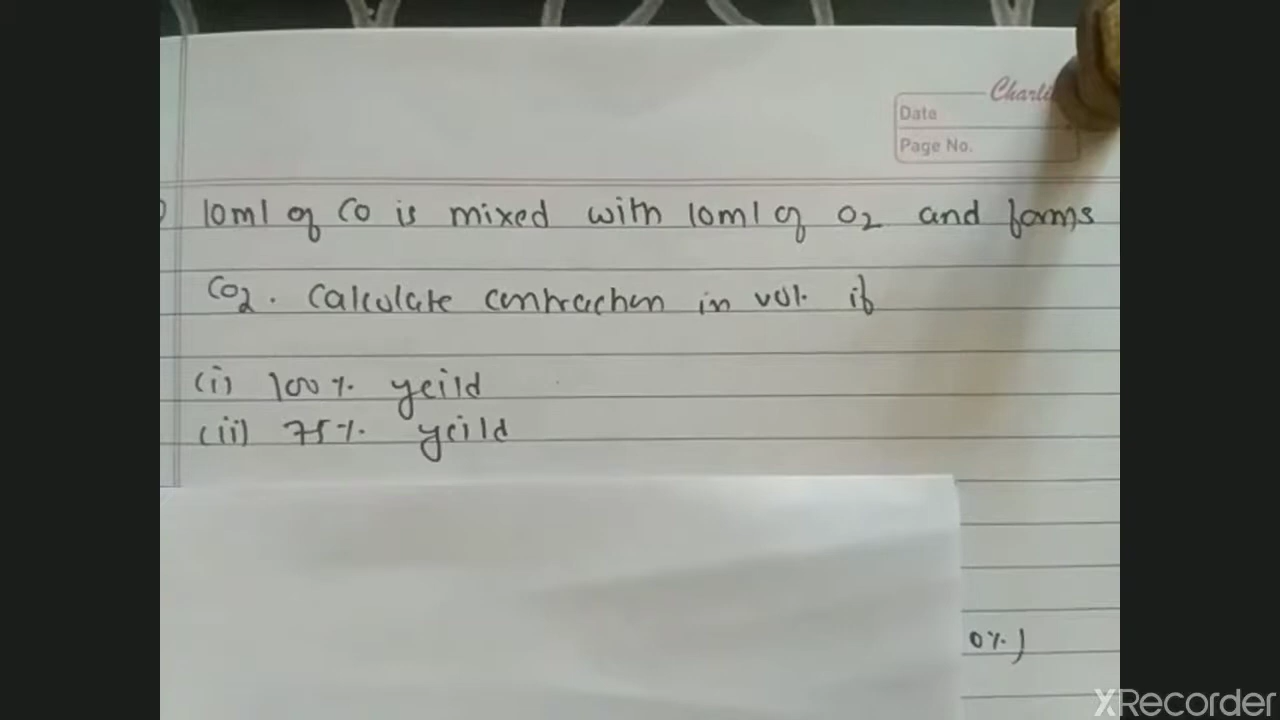 Charli
Date
Page No.
10ml of CO is mixed with 10ml of O2 and forms
CO2. Calculate contraction in vol. if
(i) 100% yeild
(ii) 75% yeild
0%)
XRecorder